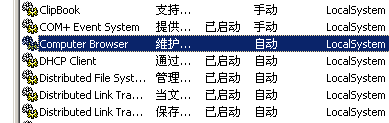 ClipBook 支持... 手动 LocalSystem
COM+ Event System 提供... 已启动 手动 LocalSystem
Computer Browser 维护... 自动 LocalSystem
DHCP Client 通过... 已启动 自动 LocalSystem
Distributed File Syst... 管理... 已启动 自动 LocalSystem
Distributed Link Tra... 当文... 已启动 自动 LocalSystem
Distributed Link Tra... 保存... 已启动 自动 LocalSystem